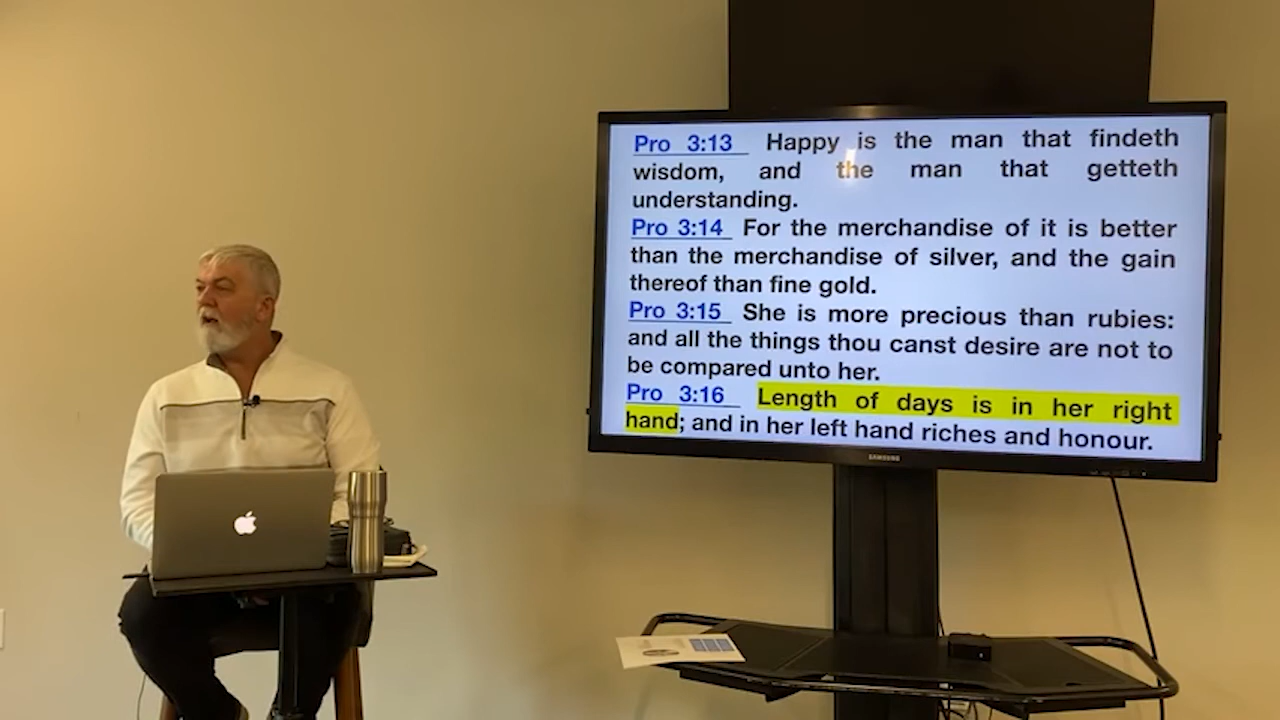 Pro 3:13 Happy is the man that findeth
wisdom, and the man that getteth
understanding.
Pro 3:14 For the merchandise of it is better
than the merchandise of silver, and the gain
thereof than fine gold.
Pro 3:15 She is more precious than rubies:
and all the things thou canst desire are not to
be compared unto her.
Pro 3:16 Length of days is in her right
hand; and in her left hand riches and honour.
SAMSUNG